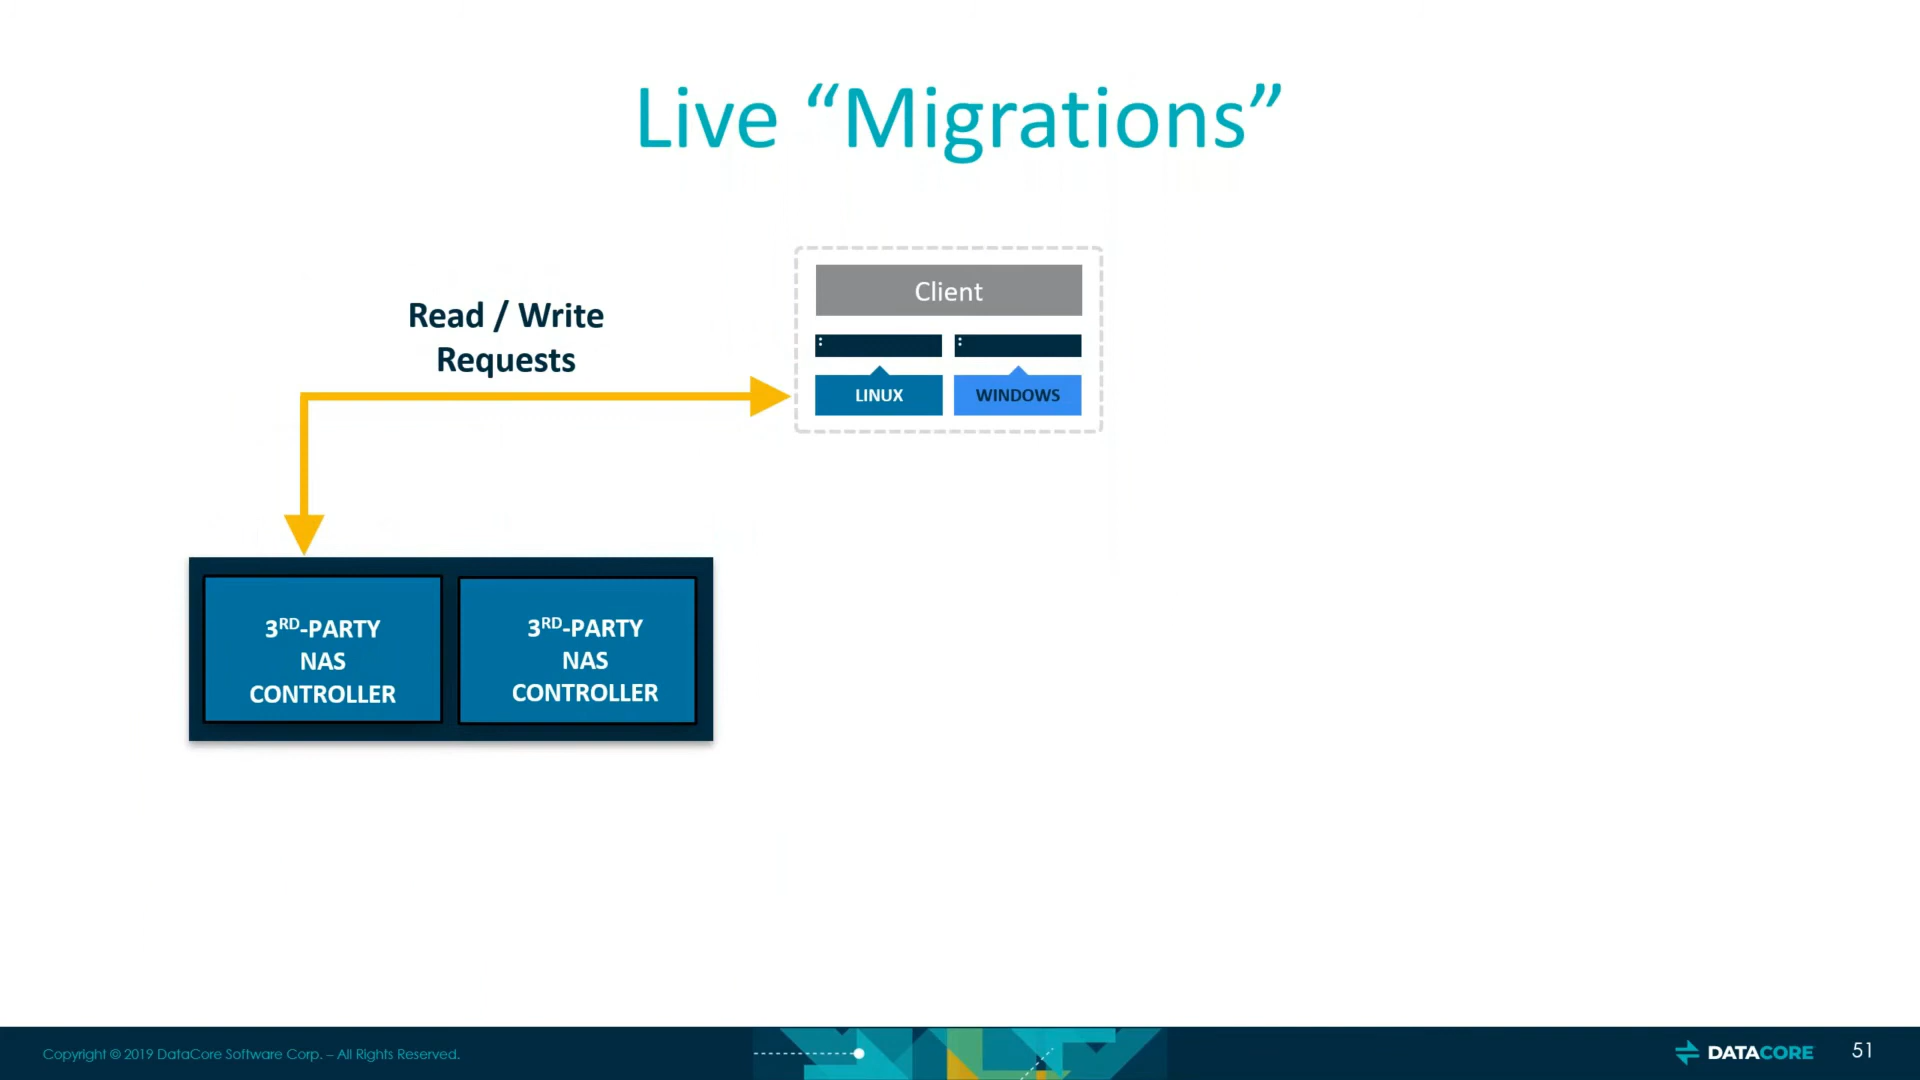 Live “Migrations”
Read / Write
Requests
Client
LINUX
WINDOWS
3RD-PARTY
NAS
CONTROLLER
3RD-PARTY
NAS
CONTROLLER
Copyright © 2019 DataCore Software Corp. – All Rights Reserved.
DATACORE
51